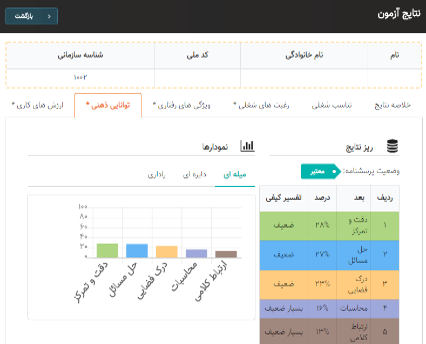 نتایج آزمون
بازگشت
نام
نام خانوادگی
کد ملی
شناسه سازمانی
۱۰۰۲
خلاصه نتایج
تناسب شغلی
رغبت های شغلی *
ویژگی های رفتاری *
توانایی ذهنی *
ارزش های کاری *
ریز نتایج
وضعیت پرسشنامه: معتبر
ردیف بعد درصد تفسیر کیفی
۱ دقت و تمرکز ۲۸% ضعیف
۲ حل مسائل ۲۷% ضعیف
۳ درک فضایی ۲۳% ضعیف
۴ محاسبات ۱۶% بسیار ضعیف
۵ ارتباط کلامی ۱۳% بسیار ضعیف
نمودارها
میله ای
دایره ای
راداری
۱۰۰
۸۰
۶۰
۴۰
۲۰
۰
دقت و تمرکز
حل مسائل
درک فضایی
محاسبات
ارتباط کلامی